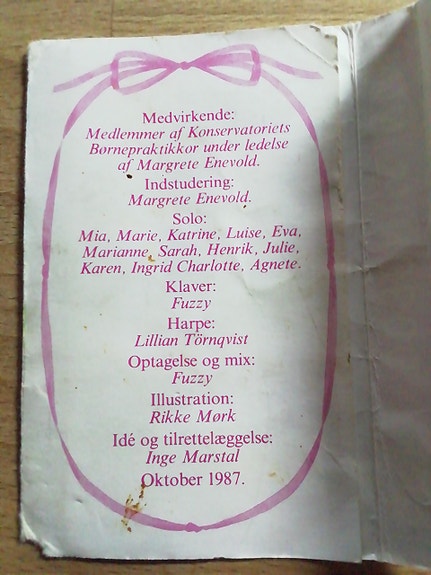 Medvirkende:
Medlemmer af Konservatoriets
Børnepraktikkor under ledelse
af Margrete Enevold.
Indstudering:
Margrete Enevold.
Solo:
Mia, Marie, Katrine, Luise, Eva,
Marianne, Sarah, Henrik, Julie,
Karen, Ingrid Charlotte, Agnete.
Klaver:
Fuzzy
Harpe:
Lillian Törnqvist
Optagelse og mix:
Fuzzy
Illustration:
Rikke Mørk
Idé og tilrettelæggelse:
Inge Marstal
Oktober 1987.